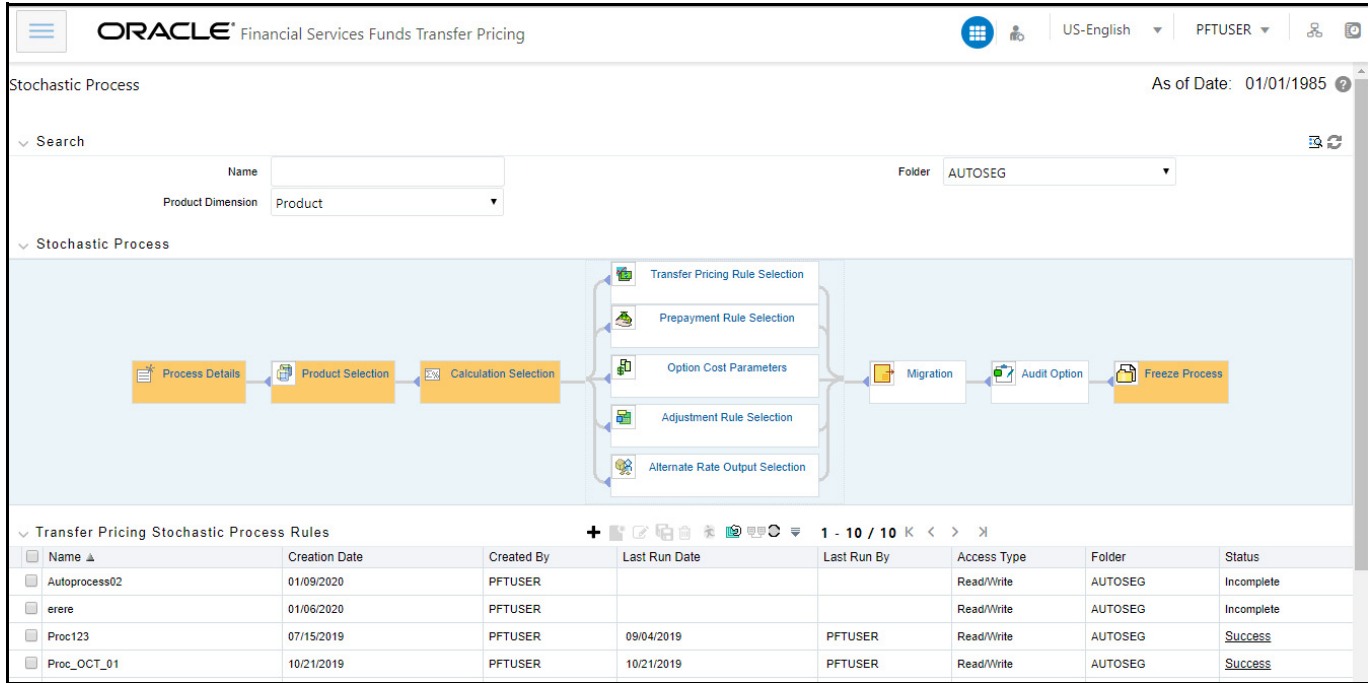 ORACLE® Financial Services Funds Transfer Pricing
US-English
PFTUSER
Stochastic Process
As of Date: 01/01/1985
Search
Name
Folder AUTOSEG
Product Dimension Product
Stochastic Process
Transfer Pricing Rule Selection
Prepayment Rule Selection
Option Cost Parameters
Adjustment Rule Selection
Alternate Rate Output Selection
Process Details
Product Selection
Calculation Selection
Migration
Audit Option
Freeze Process
Transfer Pricing Stochastic Process Rules
1 - 10 / 10
Name Creation Date Created By Last Run Date Last Run By Access Type Folder Status
Autoprocess02 01/09/2020 PFTUSER Read/Write AUTOSEG Incomplete
erere 01/06/2020 PFTUSER Read/Write AUTOSEG Incomplete
Proc123 07/15/2019 PFTUSER 09/04/2019 PFTUSER Read/Write AUTOSEG Success
Proc_OCT_01 10/21/2019 PFTUSER 10/21/2019 PFTUSER Read/Write AUTOSEG Success